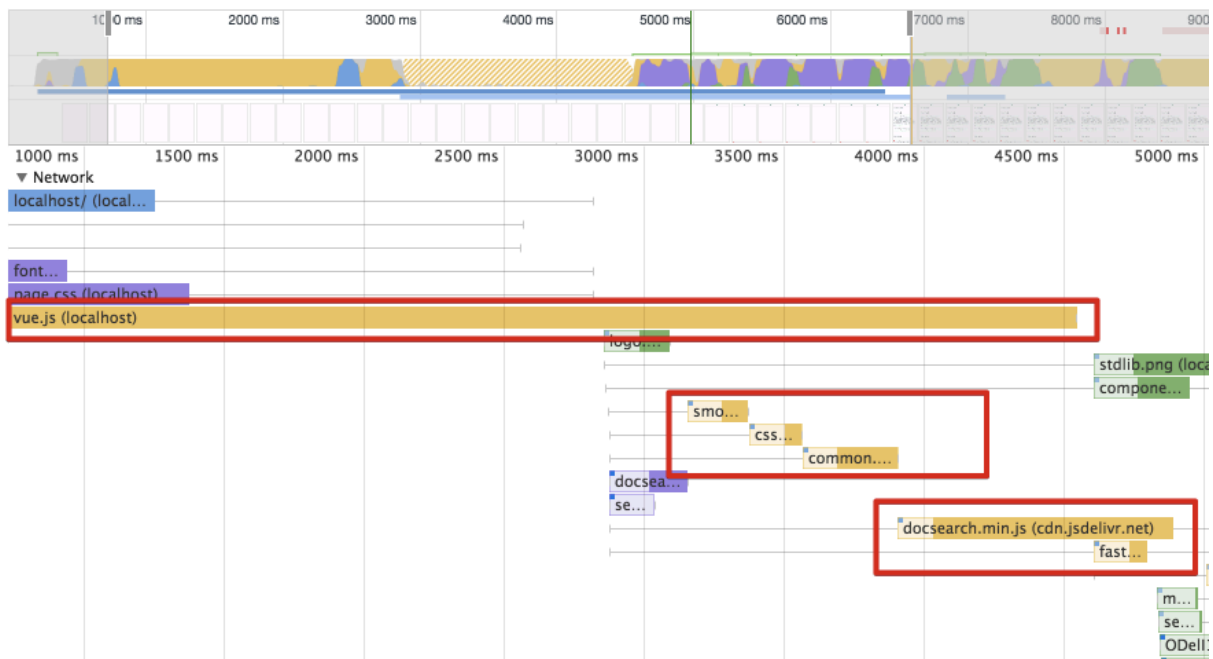 1000 ms 2000 ms 3000 ms 4000 ms 5000 ms 6000 ms 7000 ms 8000 ms 900
1000 ms 1500 ms 2000 ms 2500 ms 3000 ms 3500 ms 4000 ms 4500 ms 5000 ms
▼ Network
localhost/ (local…
font…
page.css (localhost)
vue.js (localhost)
logo.…
stdlib.png (loca
compone…
smo…
css…
common.…
docsea…
se…
docsearch.min.js (cdn.jsdelivr.net)
fast…
m…
se…